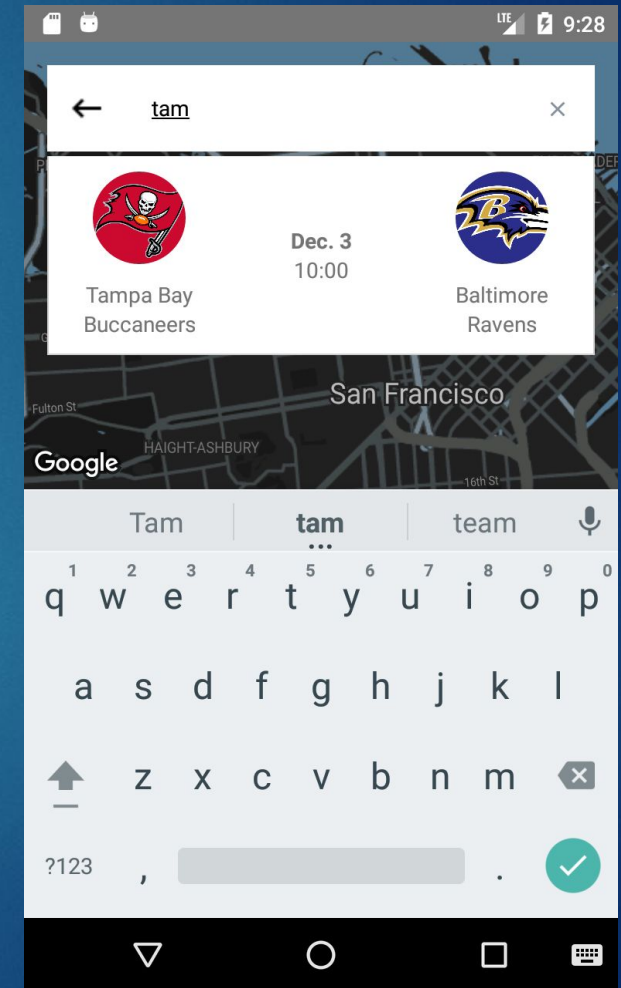 LTE 9:28
tam
Dec. 3
10:00
Tampa Bay
Buccaneers
Baltimore
Ravens
B
San Francisco
Fulton St
HAIGHT-ASHBURY
Google
16th St
Tam tam team
1 2 3 4 5 6 7 8 9 0
q w e r t y u i o p
a s d f g h j k l
z x c v b n m
?123 , .